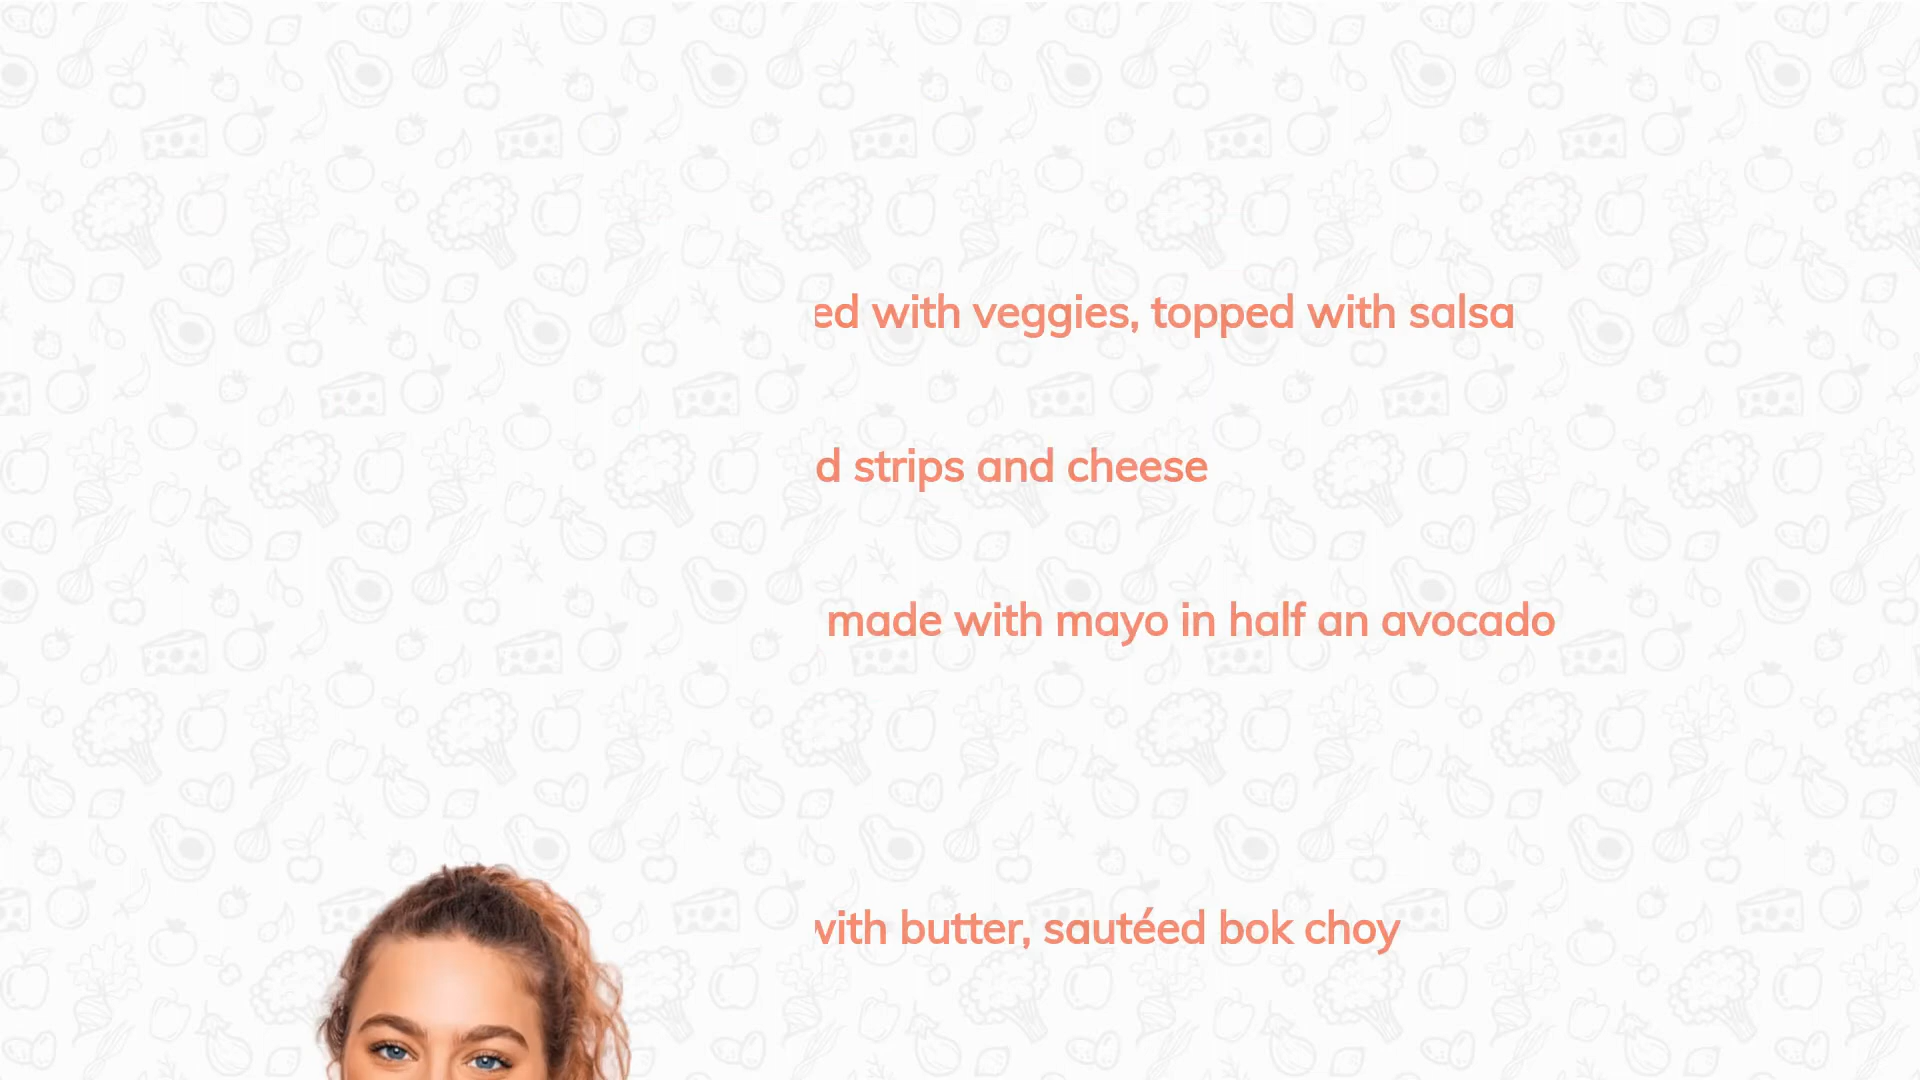 ed with veggies, topped with salsa
d strips and cheese
made with mayo in half an avocado
with butter, sautéed bok choy